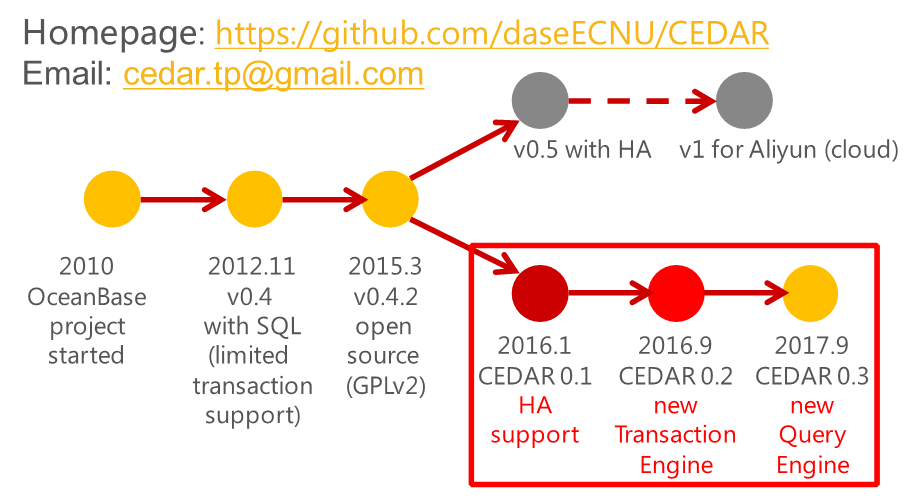 Homepage: https://github.com/daseECNU/CEDAR
Email: cedar.tp@gmail.com
v0.5 with HA
v1 for Aliyun (cloud)
2010
OceanBase
project
started
2012.11
v0.4
with SQL
(limited
transaction
support)
2015.3
v0.4.2
open
source
(GPLv2)
2016.1
CEDAR 0.1
HA
support
2016.9
CEDAR 0.2
new
Transaction
Engine
2017.9
CEDAR 0.3
new
Query
Engine